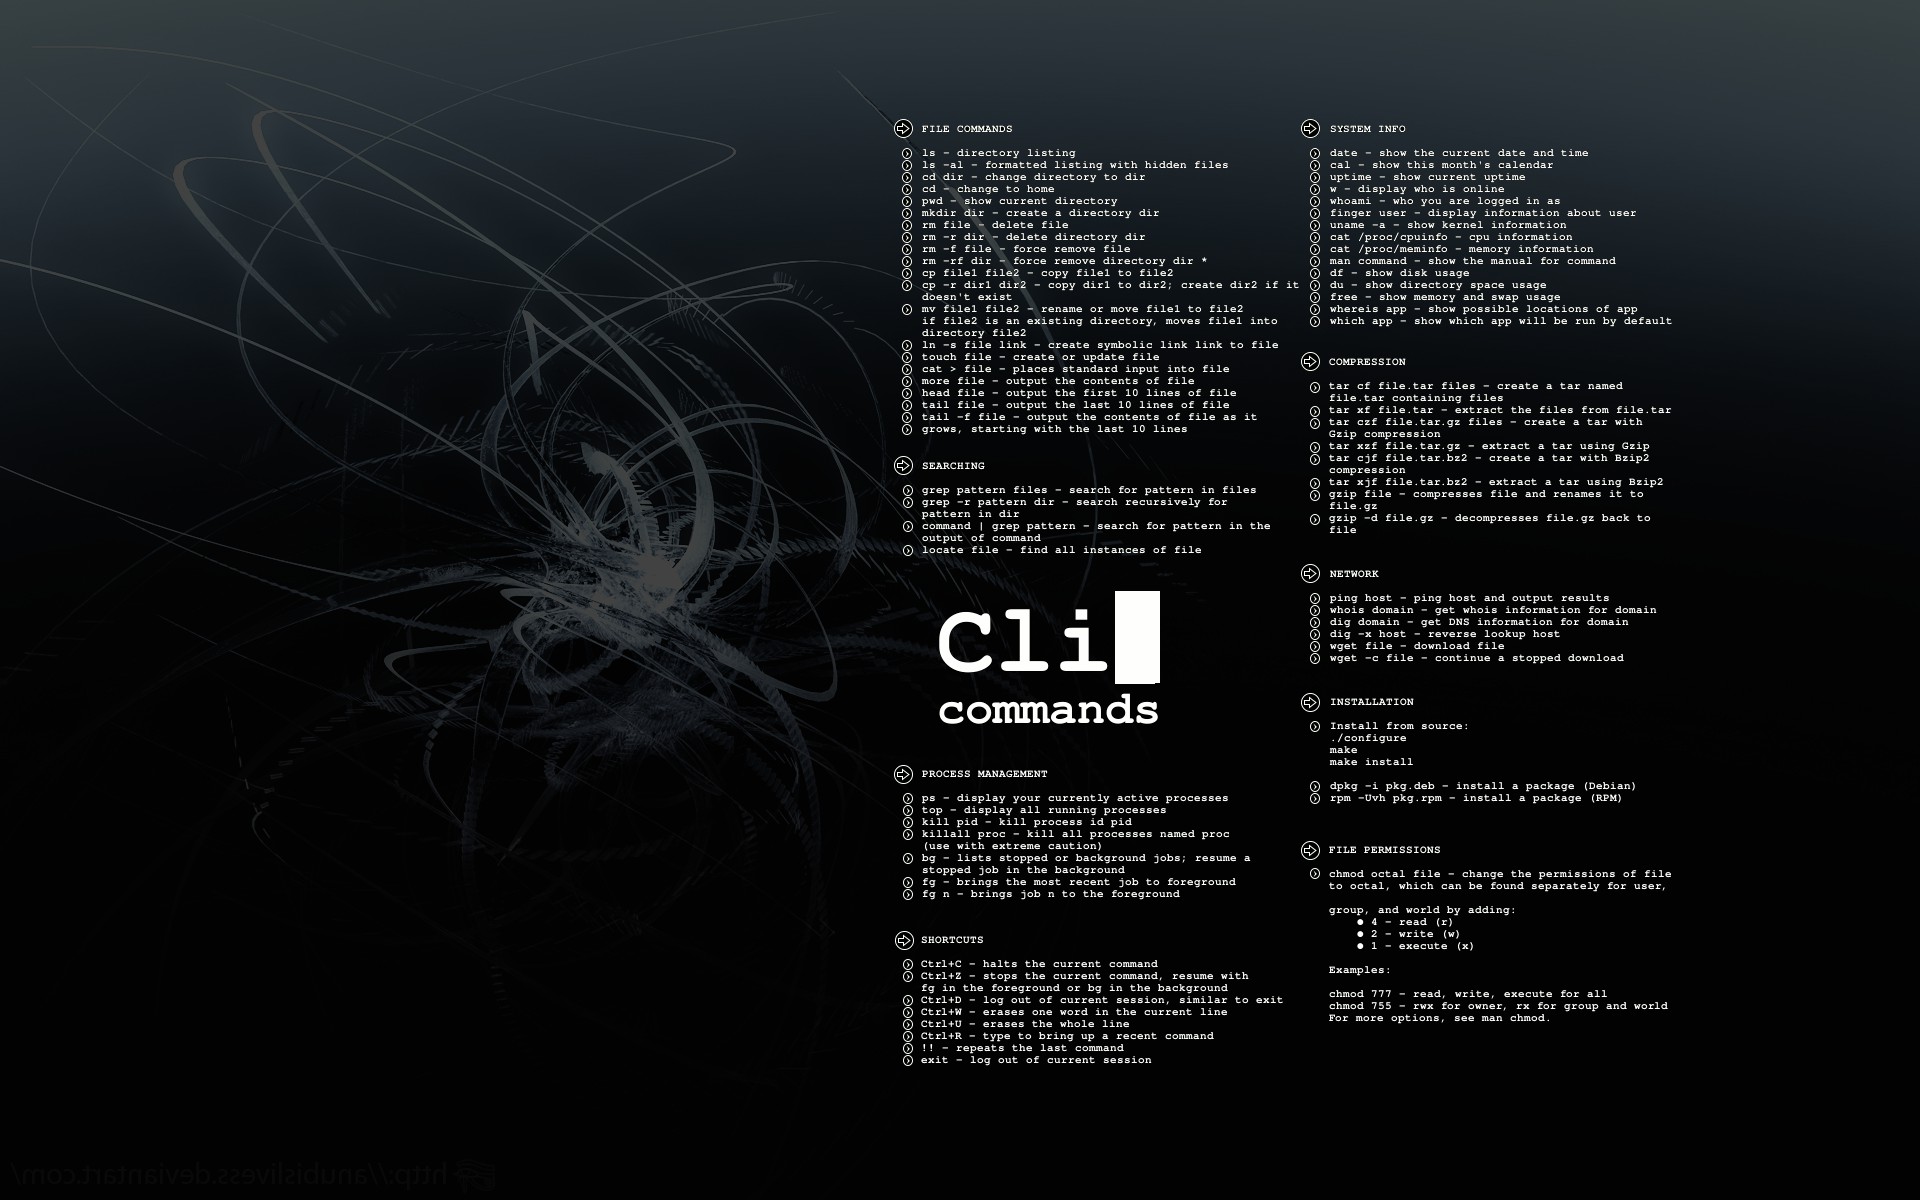 FILE COMMANDS
ls - directory listing
ls -al - formatted listing with hidden files
cd dir - change directory to dir
cd - change to home
pwd - show current directory
mkdir dir - create a directory dir
rm file - delete file
rm -r dir - delete directory dir
rm -f file - force remove file
rm -rf dir - force remove directory dir *
cp file1 file2 - copy file1 to file2
cp -r dir1 dir2 - copy dir1 to dir2; create dir2 if it
doesn't exist
mv file1 file2 - rename or move file1 to file2
if file2 is an existing directory, moves file1 into
directory file2
ln -s file link - create symbolic link link to file
touch file - create or update file
cat > file - places standard input into file
more file - output the contents of file
head file - output the first 10 lines of file
tail file - output the last 10 lines of file
tail -f file - output the contents of file as it
grows, starting with the last 10 lines
SEARCHING
grep pattern files - search for pattern in files
grep -r pattern dir - search recursively for
pattern in dir
command | grep pattern - search for pattern in the
output of command
locate file - find all instances of file
Cli
commands
PROCESS MANAGEMENT
ps - display your currently active processes
top - display all running processes
kill pid - kill process id pid
killall proc - kill all processes named proc
(use with extreme caution)
bg - lists stopped or background jobs; resume a
stopped job in the background
fg - brings the most recent job to foreground
fg n - brings job n to the foreground
SHORTCUTS
Ctrl+C - halts the current command
Ctrl+Z - stops the current command, resume with
fg in the foreground or bg in the background
Ctrl+D - log out of current session, similar to exit
Ctrl+W - erases one word in the current line
Ctrl+U - erases the whole line
Ctrl+R - type to bring up a recent command
!! - repeats the last command
exit - log out of current session
SYSTEM INFO
date - show the current date and time
cal - show this month's calendar
uptime - show current uptime
w - display who is online
whoami - who you are logged in as
finger user - display information about user
uname -a - show kernel information
cat /proc/cpuinfo - cpu information
cat /proc/meminfo - memory information
man command - show the manual for command
df - show disk usage
du - show directory space usage
free - show memory and swap usage
whereis app - show possible locations of app
which app - show which app will be run by default
COMPRESSION
tar cf file.tar files - create a tar named
file.tar containing files
tar xf file.tar - extract the files from file.tar
tar czf file.tar.gz files - create a tar with
Gzip compression
tar xzf file.tar.gz - extract a tar using Gzip
tar cjf file.tar.bz2 - create a tar with Bzip2
compression
tar xjf file.tar.bz2 - extract a tar using Bzip2
gzip file - compresses file and renames it to
file.gz
gzip -d file.gz - decompresses file.gz back to
file
NETWORK
ping host - ping host and output results
whois domain - get whois information for domain
dig domain - get DNS information for domain
dig -x host - reverse lookup host
wget file - download file
wget -c file - continue a stopped download
INSTALLATION
Install from source:
./configure
make
make install
dpkg -i pkg.deb - install a package (Debian)
rpm -Uvh pkg.rpm - install a package (RPM)
FILE PERMISSIONS
chmod octal file - change the permissions of file
to octal, which can be found separately for user,
group, and world by adding:
● 4 - read (r)
● 2 - write (w)
● 1 - execute (x)
Examples:
chmod 777 - read, write, execute for all
chmod 755 - rwx for owner, rx for group and world
For more options, see man chmod.
http://anubislivess.deviantart.com/